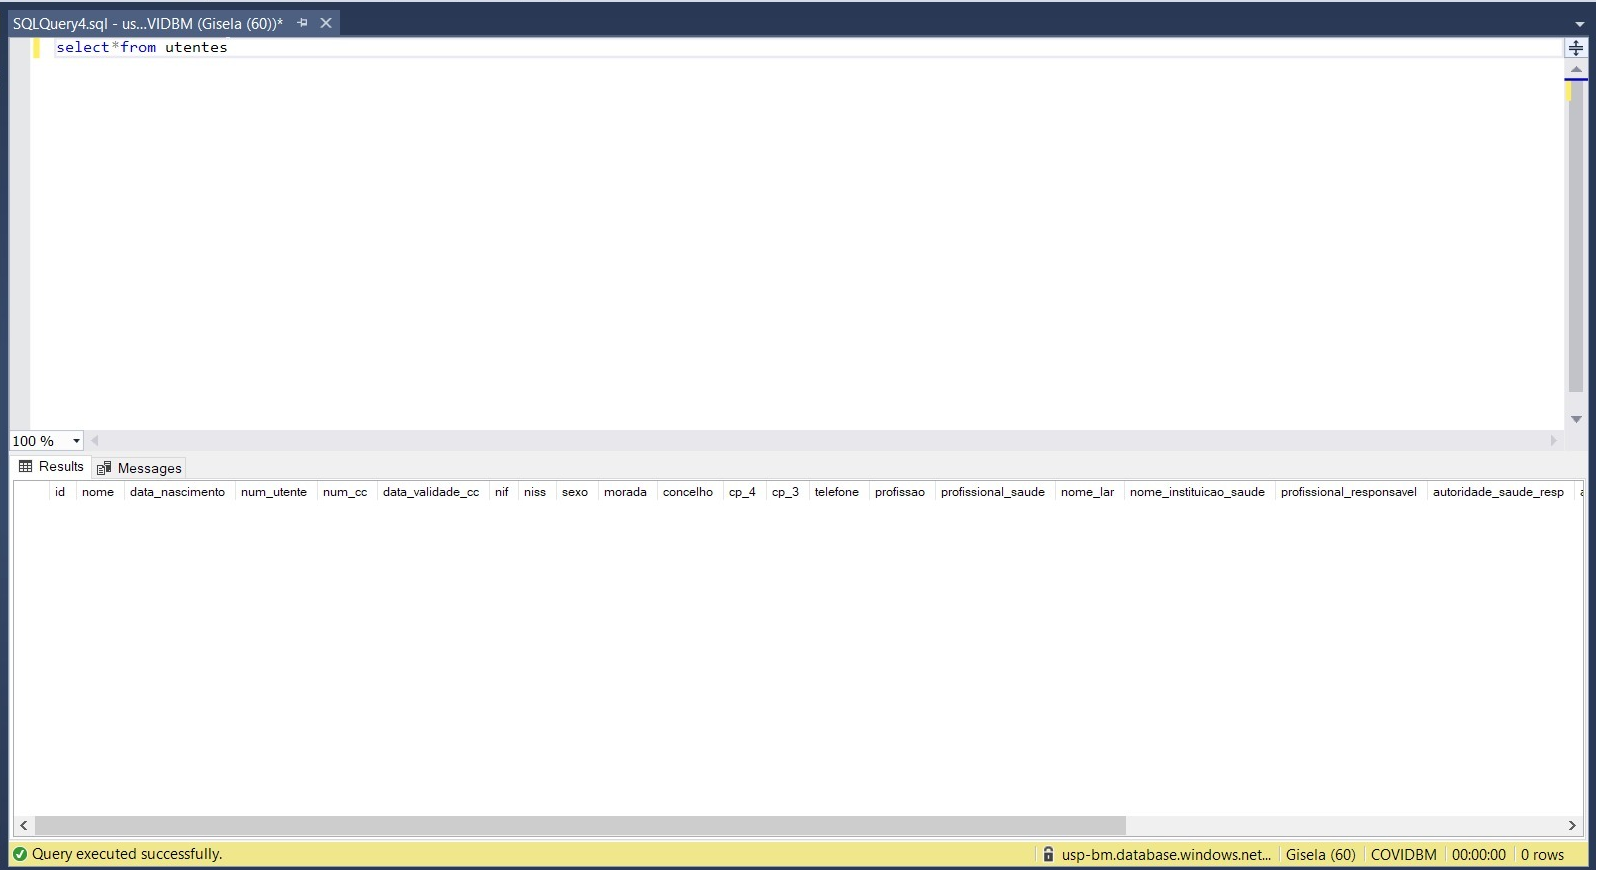 SQLQuery4.sql - us...VIDBM (Gisela (60))*
select*from utentes
100 %
Results Messages
id nome data_nascimento num_utente num_cc data_validade_cc nif niss sexo morada concelho cp_4 cp_3 telefone profissao profissional_saude nome_lar nome_instituicao_saude profissional_responsavel autoridade_saude_resp
Query executed successfully. usp-bm.database.windows.net... Gisela (60) COVIDBM 00:00:00 0 rows